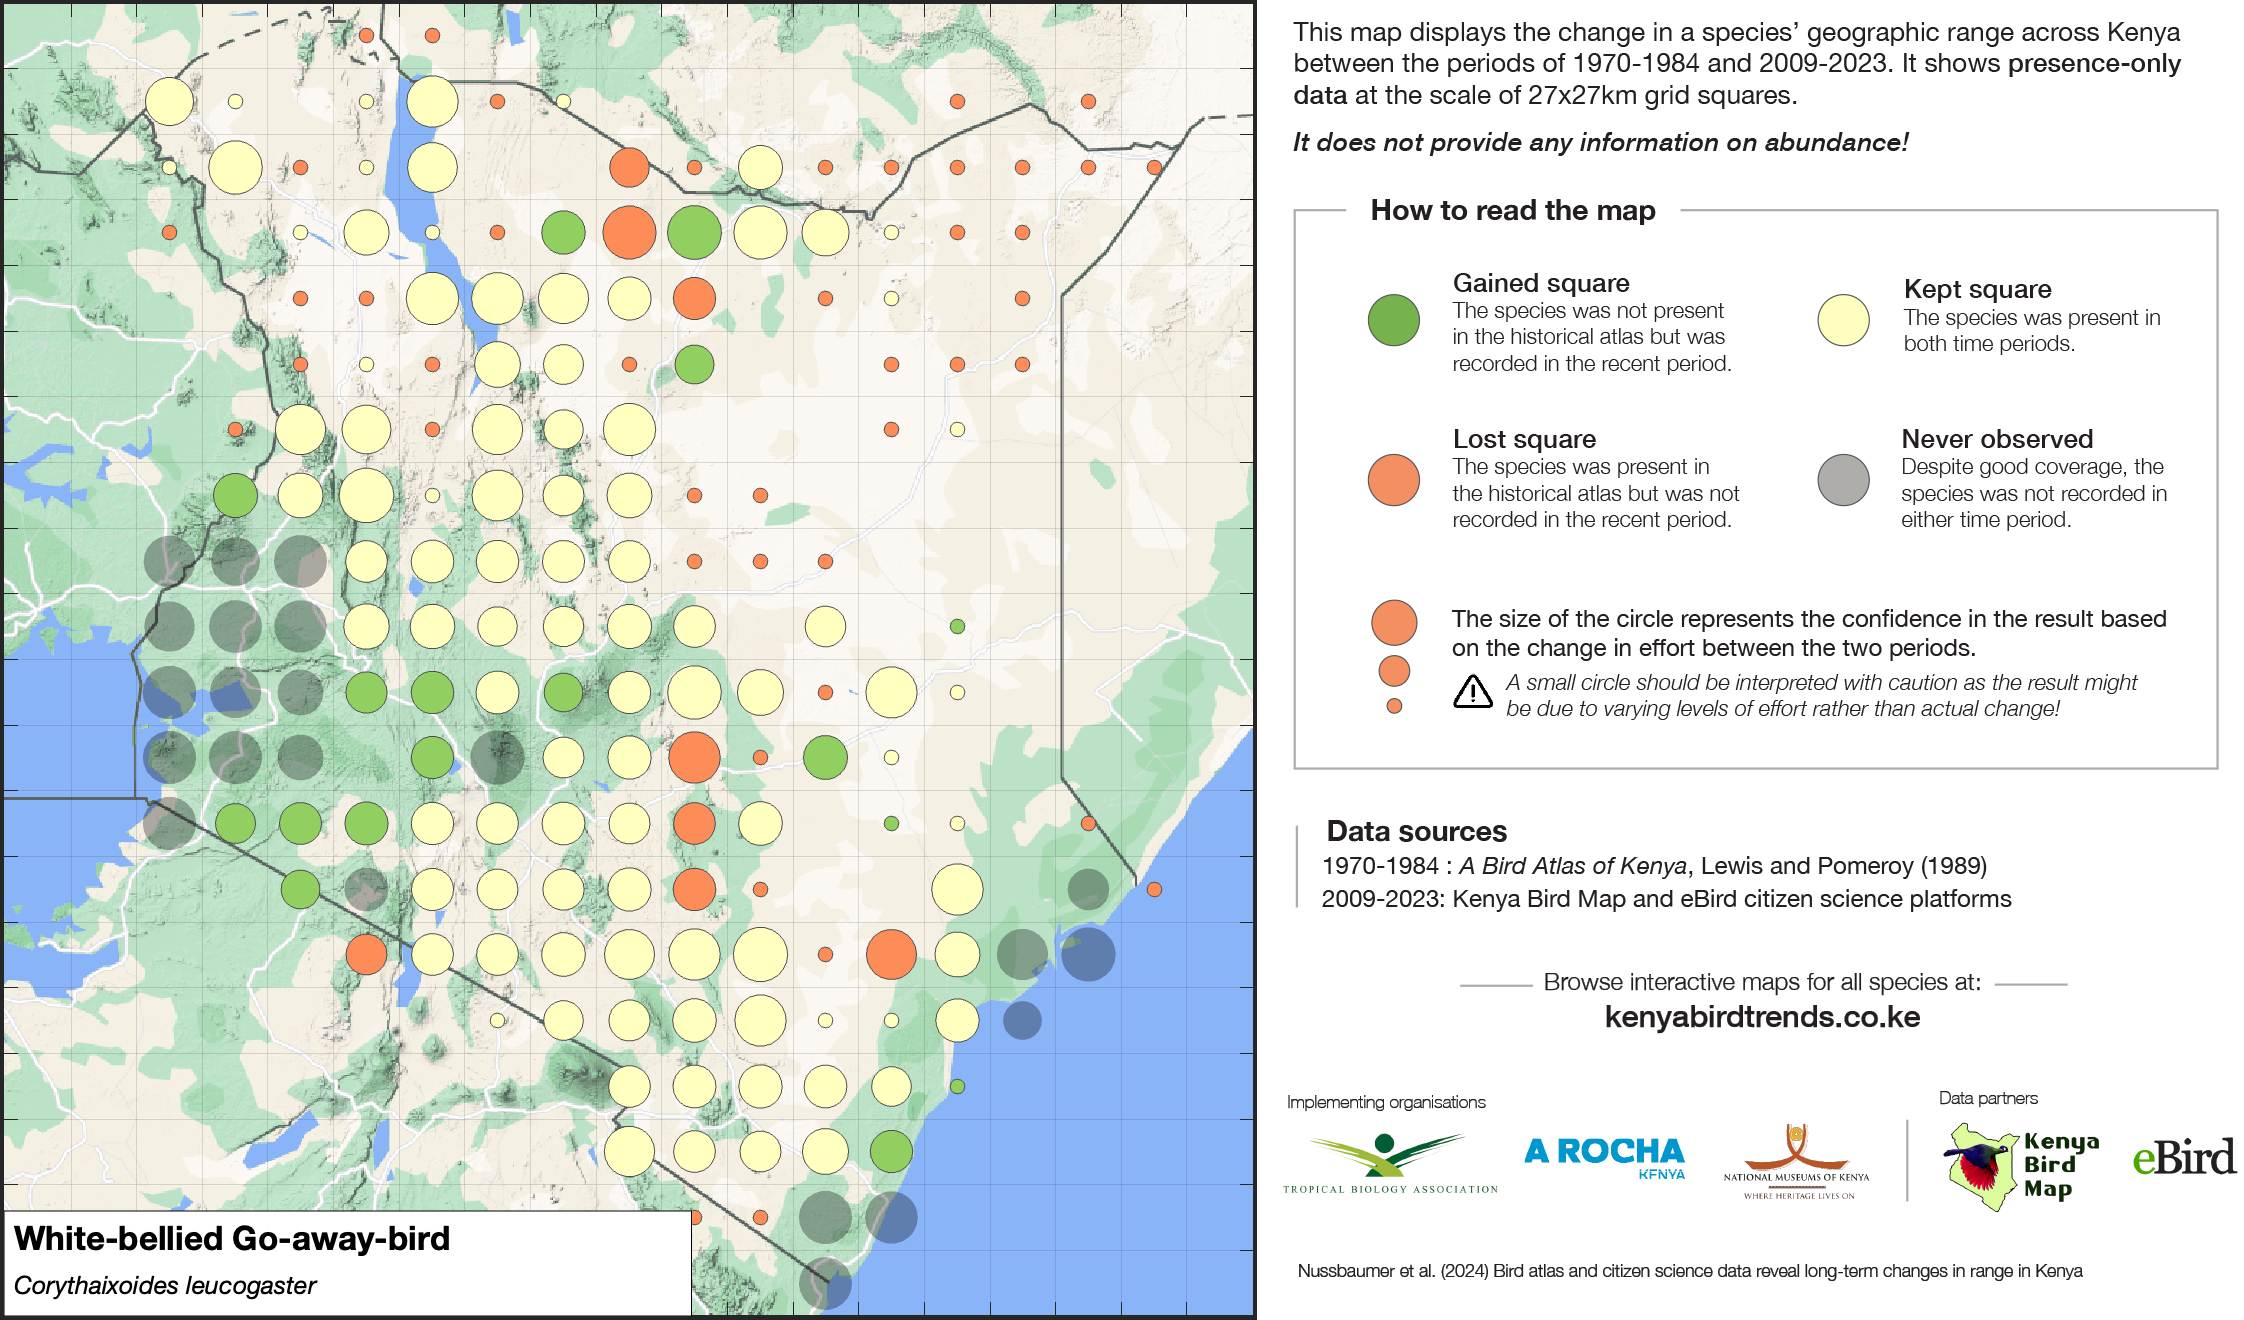 This map displays the change in a species’ geographic range across Kenya
between the periods of 1970-1984 and 2009-2023. It shows presence-only
data at the scale of 27x27km grid squares.
It does not provide any information on abundance!
How to read the map
Gained square
The species was not present
in the historical atlas but was
recorded in the recent period.
Kept square
The species was present in
both time periods.
Lost square
The species was present in
the historical atlas but was not
recorded in the recent period.
Never observed
Despite good coverage, the
species was not recorded in
either time period.
The size of the circle represents the confidence in the result based
on the change in effort between the two periods.
A small circle should be interpreted with caution as the result might
be due to varying levels of effort rather than actual change!
Data sources
1970-1984 : A Bird Atlas of Kenya, Lewis and Pomeroy (1989)
2009-2023: Kenya Bird Map and eBird citizen science platforms
Browse interactive maps for all species at:
kenyabirdtrends.co.ke
Implementing organisations
Data partners
TROPICAL BIOLOGY ASSOCIATION
A ROCHA
KENYA
NATIONAL MUSEUMS OF KENYA
WHERE HERITAGE LIVES ON
Kenya
Bird
Map
eBird
White-bellied Go-away-bird
Corythaixoides leucogaster
Nussbaumer et al. (2024) Bird atlas and citizen science data reveal long-term changes in range in Kenya